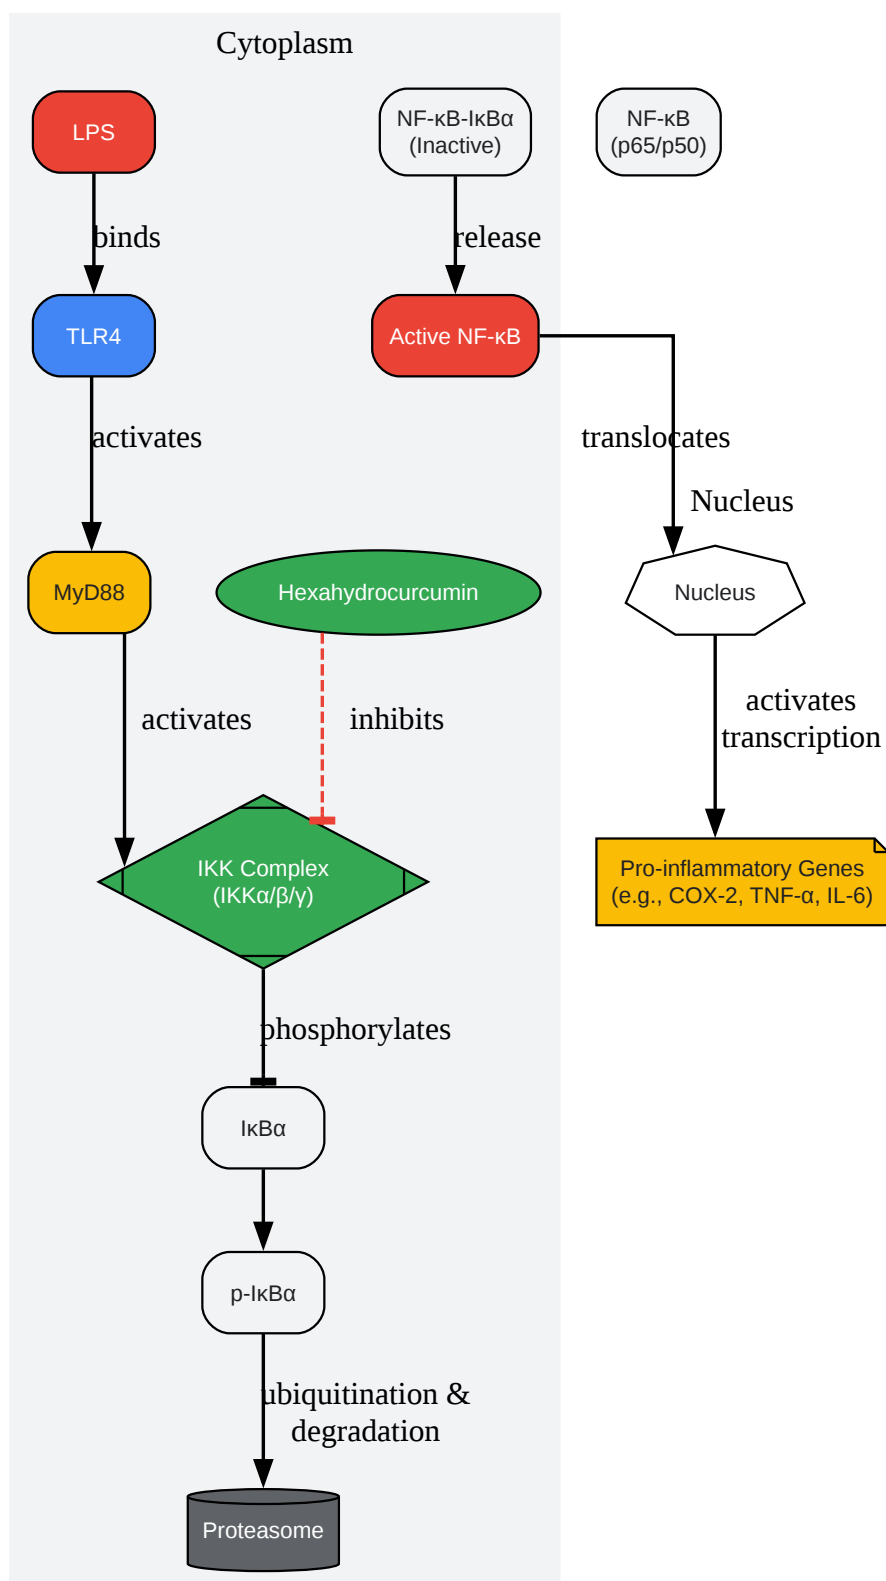 Cytoplasm
LPS
NF-κB-IκBα
(Inactive)
NF-κB
(p65/p50)
binds
release
TLR4
Active NF-κB
activates
translocates
Nucleus
MyD88
Hexahydrocurcumin
Nucleus
activates
inhibits
activates
transcription
IKK Complex
(IKKα/β/γ)
Pro-inflammatory Genes
(e.g., COX-2, TNF-α, IL-6)
phosphorylates
IκBα
p-IκBα
ubiquitination &
degradation
Proteasome